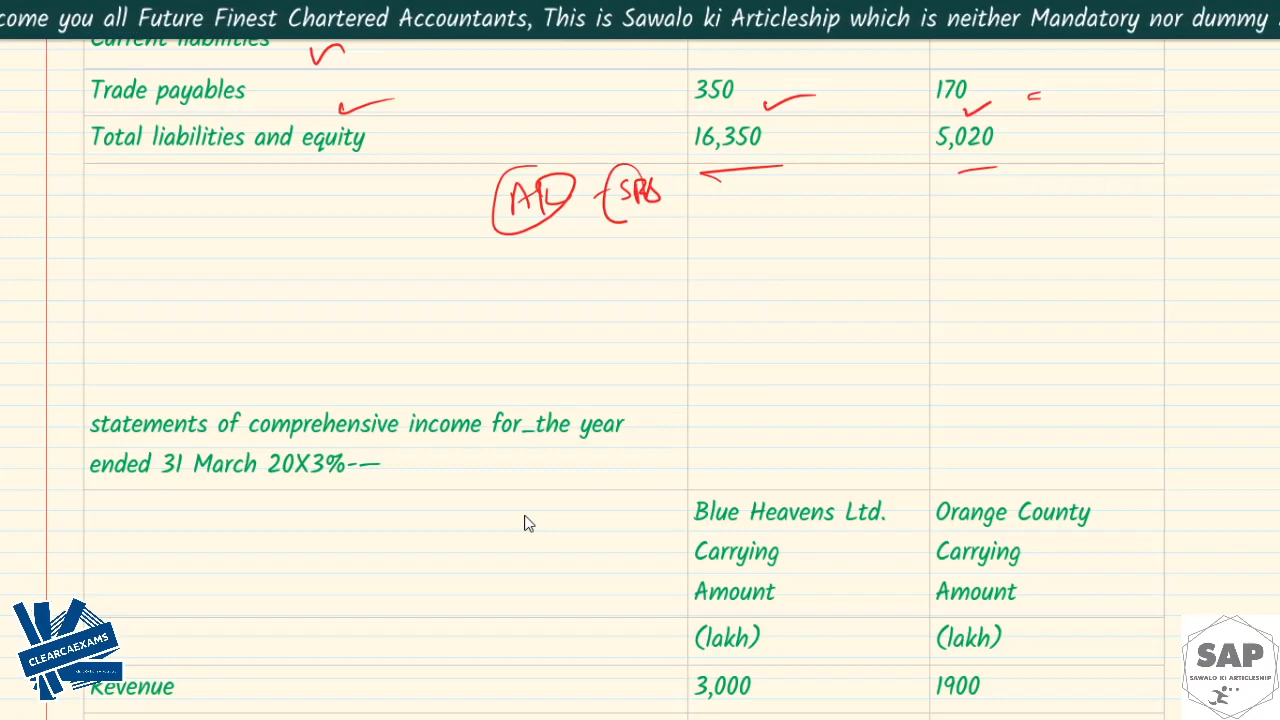 come you all Future Finest Chartered Accountants, This is Sawalo ki Articleship which is neither Mandatory nor dummy
Current liabilities
Trade payables 350 170
Total liabilities and equity 16,350 5,020
statements of comprehensive income for_the year
ended 31 March 20X3%-—
Blue Heavens Ltd. Orange County
Carrying Carrying
Amount Amount
(lakh) (lakh)
Revenue 3,000 1900
CLEARCAEXAMS
SAP
SAWALO KI ARTICLESHIP